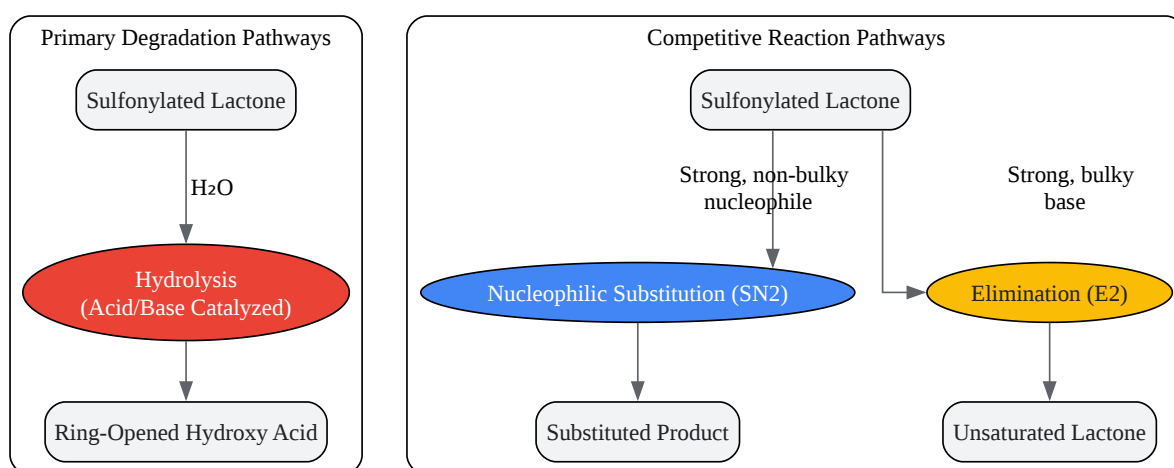 Primary Degradation Pathways
Sulfonylated Lactone
H₂O
Hydrolysis
(Acid/Base Catalyzed)
Ring-Opened Hydroxy Acid
Competitive Reaction Pathways
Sulfonylated Lactone
Strong, non-bulky
nucleophile
Strong, bulky
base
Nucleophilic Substitution (SN2)
Elimination (E2)
Substituted Product
Unsaturated Lactone